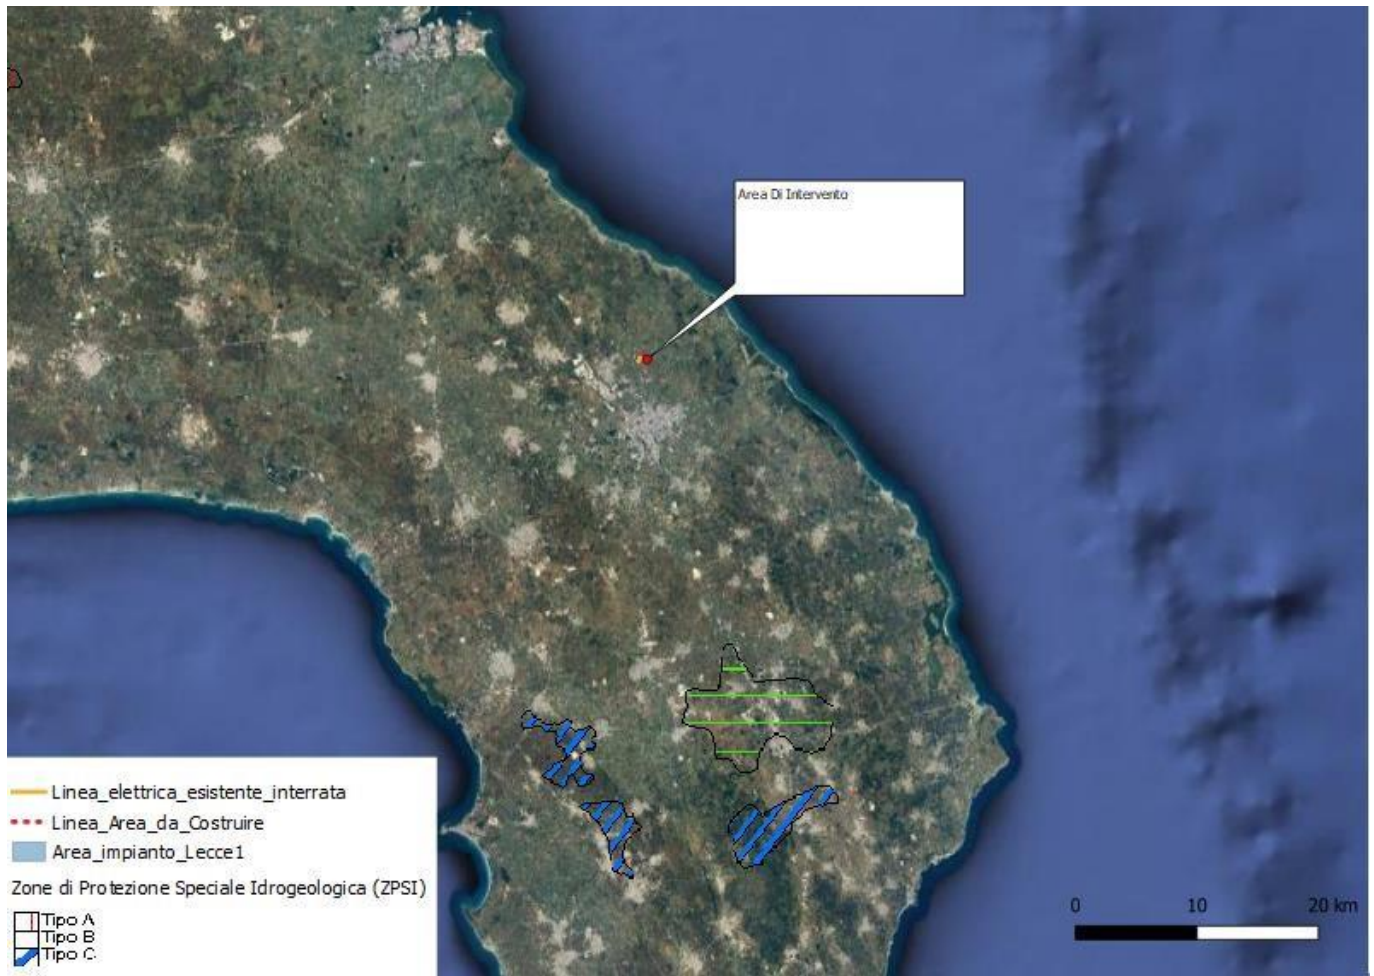 Area Di Intervento
Linea_elettrica_esistente_interrata
Linea_Area_da_Costruire
Area_impianto_Lecce1
Zone di Protezione Speciale Idrogeologica (ZPSI)
Tipo A
Tipo B
Tipo C
0 10 20 km